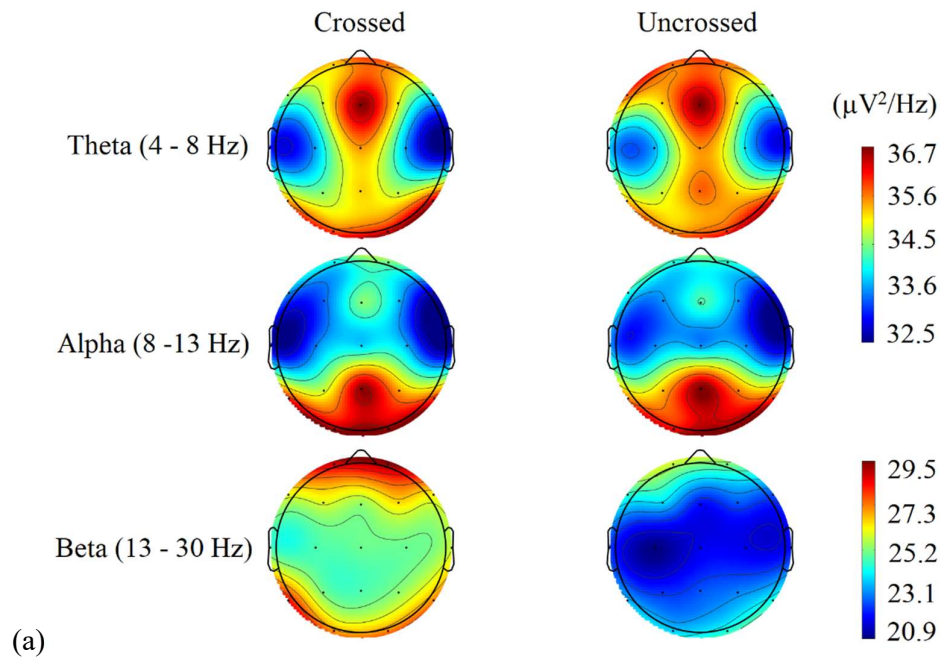 Crossed
Uncrossed
(µV²/Hz)
Theta (4 - 8 Hz)
36.7
35.6
34.5
33.6
32.5
Alpha (8 -13 Hz)
Beta (13 - 30 Hz)
29.5
27.3
25.2
23.1
20.9
(a)